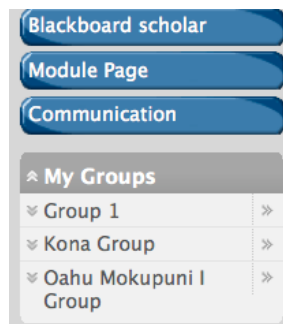 Blackboard scholar
Module Page
Communication
My Groups
Group 1
Kona Group
Oahu Mokupuni I
Group